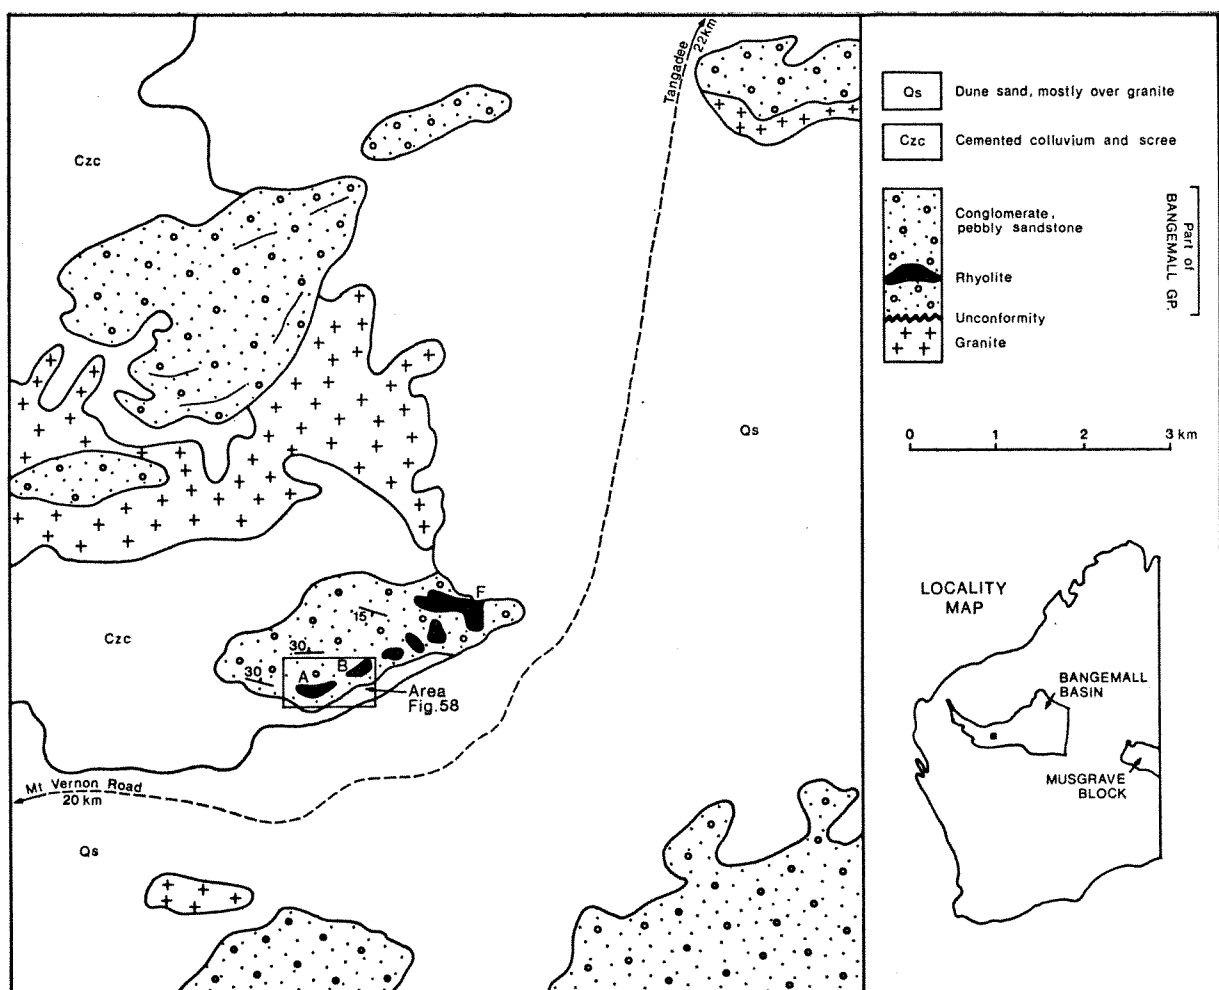 Tangadee
22km
Czc
Qs
Czc
15
30
30
A
B
F
Area
Fig.58
Mt Vernon Road
20 km
Qs
Qs
Dune sand, mostly over granite
Czc
Cemented colluvium and scree
Conglomerate,
pebbly sandstone
Rhyolite
Unconformity
Granite
Part of
BANGEMALL GP.
0 1 2 3 km
LOCALITY
MAP
BANGEMALL
BASIN
MUSGRAVE
BLOCK